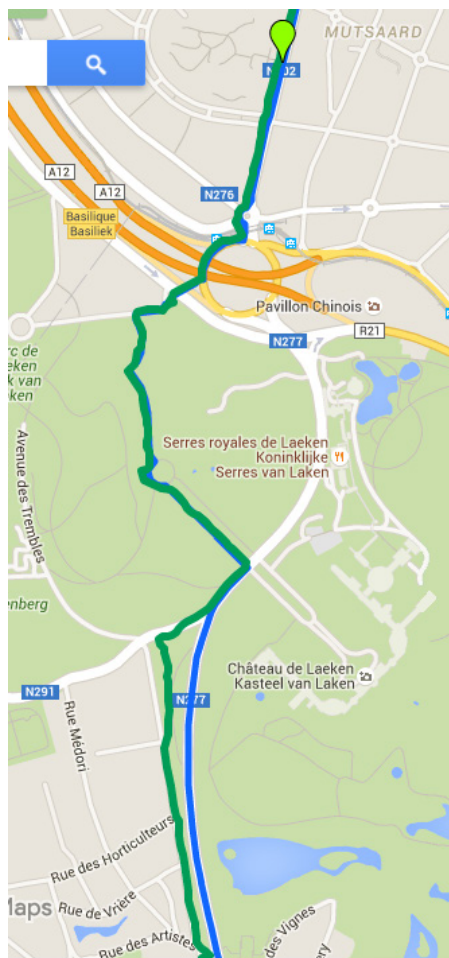 MUTSAARD
N276
A12
A12
Basilique
Basiliek
Pavillon Chinois
R21
N277
Serres royales de Laeken
Koninklijke
Serres van Laken
Avenue des Trembles
Château de Laeken
Kasteel van Laken
N291
N277
Rue Médori
Rue des Horticulteurs
Maps
Rue de Vrière
Rue des Artistes
des Vignes